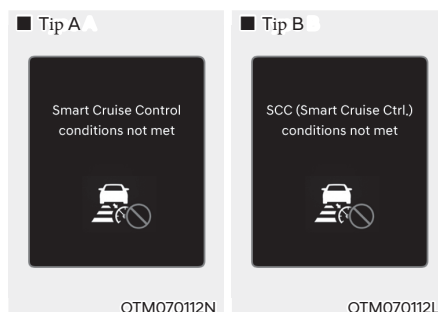 ■ Tip A
Smart Cruise Control
conditions not met
OTM070112N
■ Tip B
SCC (Smart Cruise Ctrl.)
conditions not met
OTM070112L